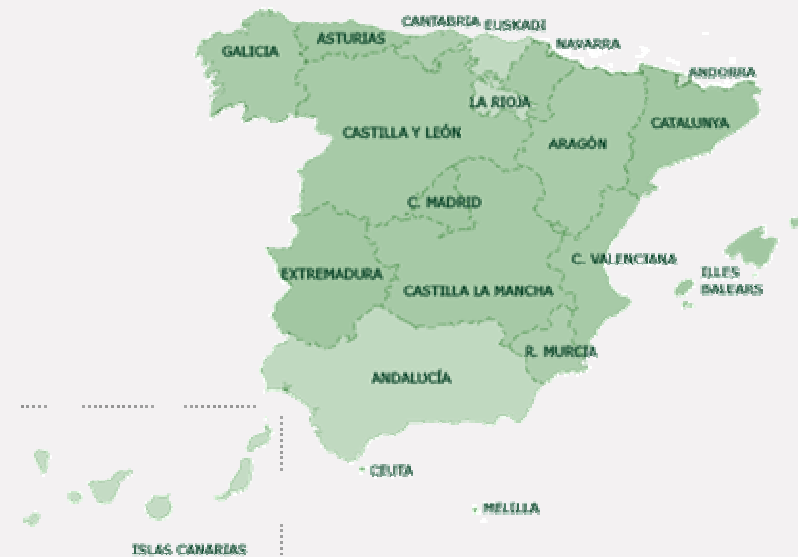 CANTABRIA
EUSKADI
ASTURIAS
NAVARRA
GALICIA
ANDORRA
LA RIOJA
CATALUNYA
CASTILLA Y LEÓN
ARAGÓN
C. MADRID
C. VALENCIANA
EXTREMADURA
ILLES
BALEARS
CASTILLA LA MANCHA
R. MURCIA
ANDALUCÍA
CEUTA
MELILLA
ISLAS CANARIAS